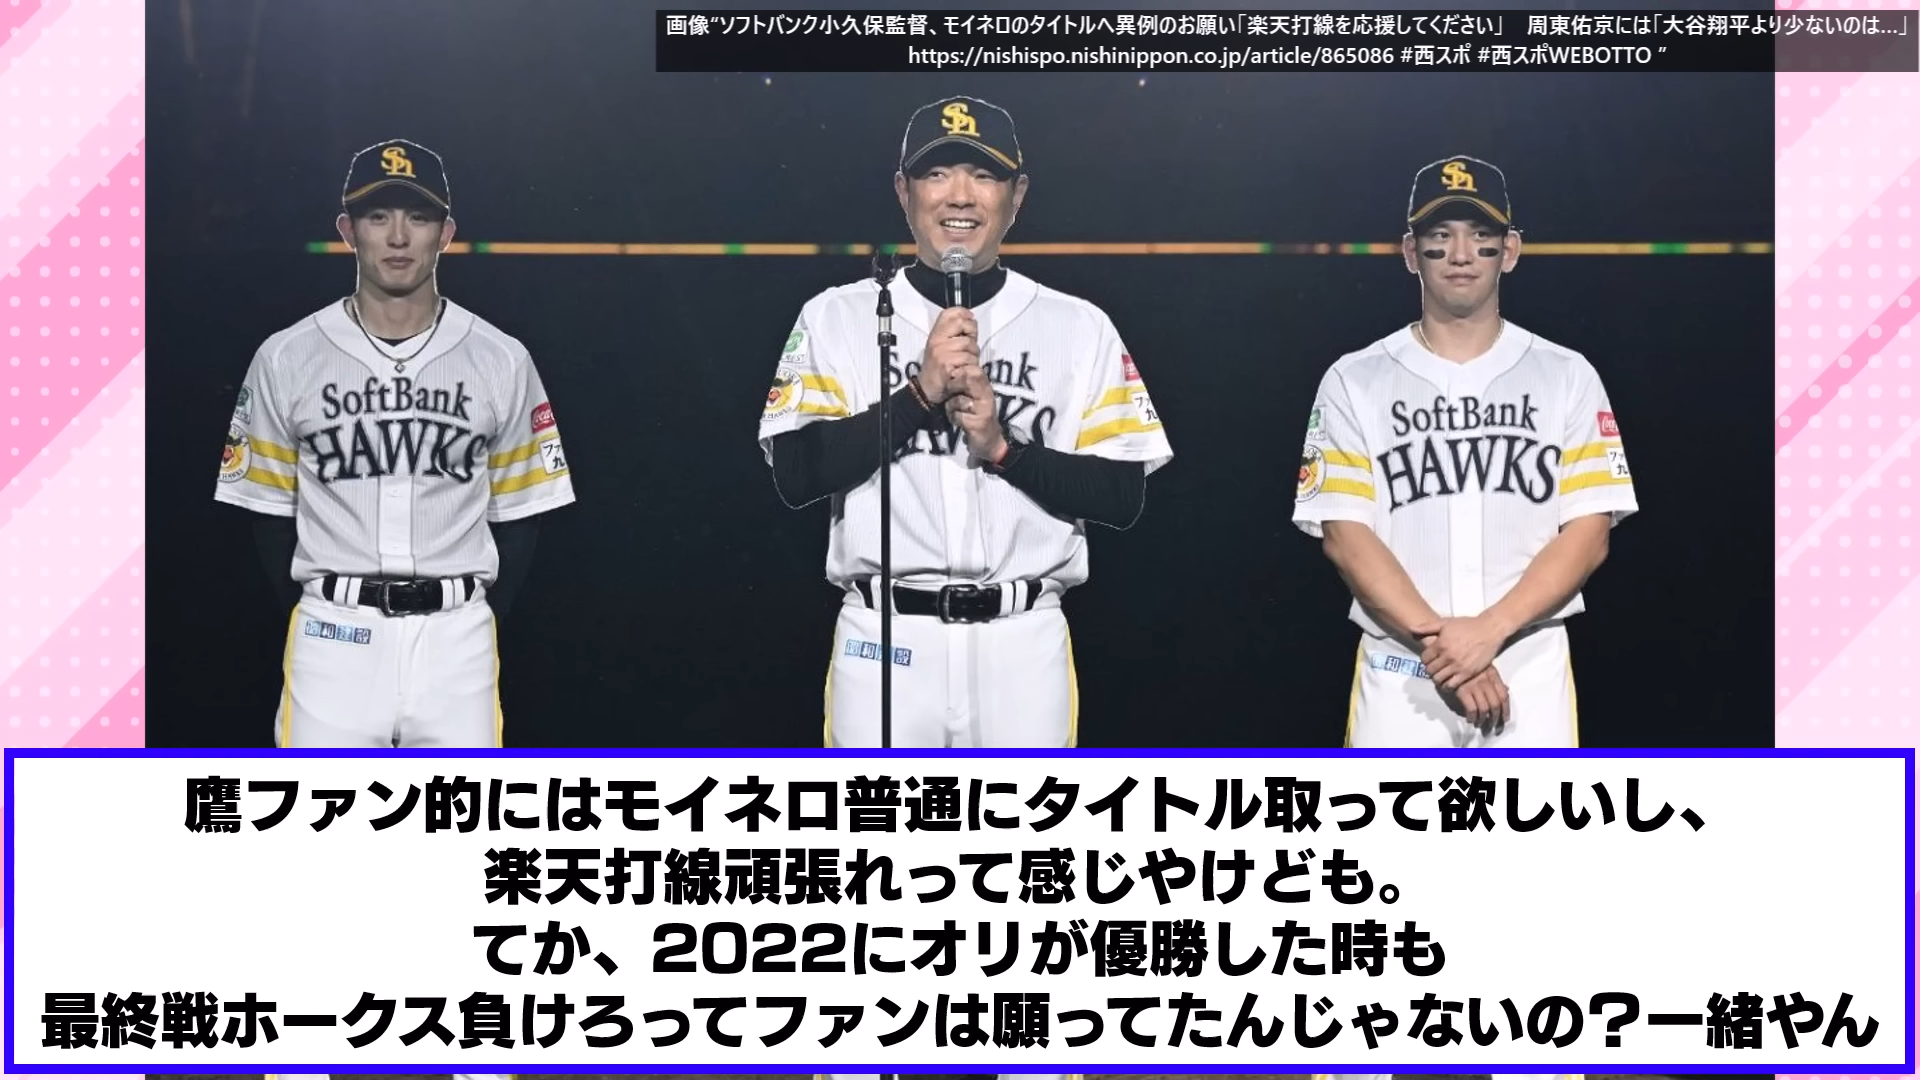 画像“ソフトバンク小久保監督、モイネロのタイトルへ異例のお願い「楽天打線を応援してください」　周東佑京には「大谷翔平より少ないのは…」
https://nishispo.nishinippon.co.jp/article/865086 #西スポ #西スポWEBOTTO ”
SoftBank
HAWKS
SoftBank
HAWKS
鷹ファン的にはモイネロ普通にタイトル取って欲しいし、
楽天打線頑張れって感じやけども。
てか、2022にオリが優勝した時も
最終戦ホークス負けろってファンは願ってたんじゃないの？一緒やん